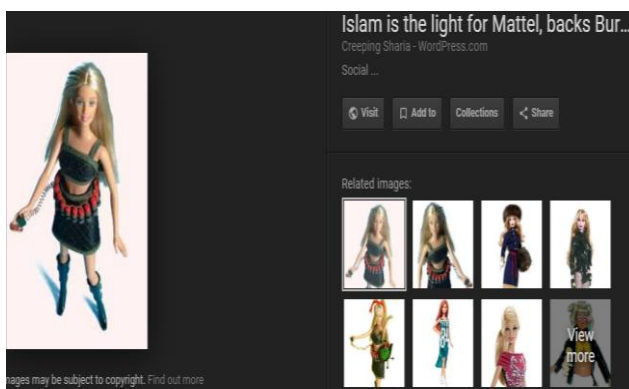 Islam is the light for Mattel, backs Bur...
Creeping Sharia - WordPress.com
Social ...
Visit Add to Collections Share
Related images:
View
more
mages may be subject to copyright. Find out more